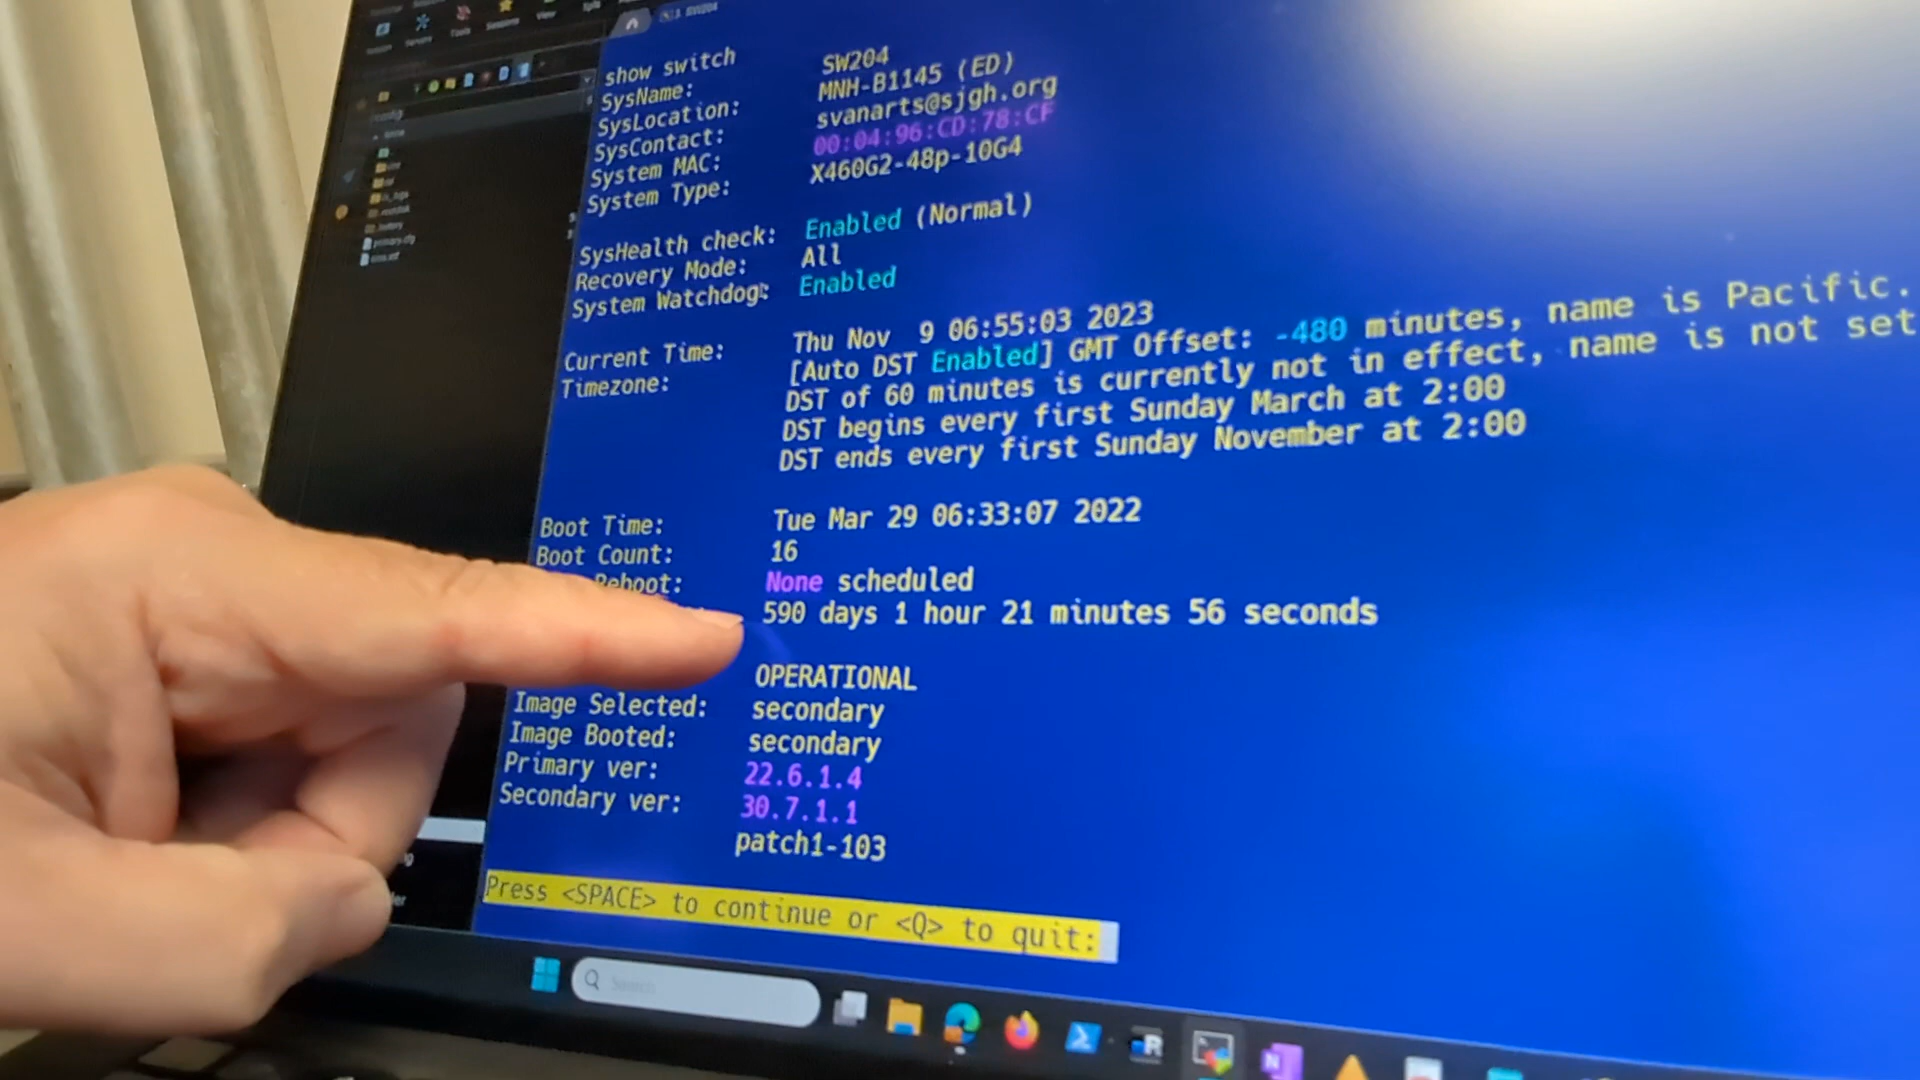 show switch
SysName: SW204
SysLocation: MNH-B1145 (ED)
SysContact: svanarts@sjgh.org
System MAC: 00:04:96:CD:78:CF
System Type: X460G2-48p-10G4
SysHealth check: Enabled (Normal)
Recovery Mode: All
System Watchdog: Enabled
Current Time: Thu Nov 9 06:55:03 2023
Timezone: [Auto DST Enabled] GMT Offset: -480 minutes, name is Pacific.
DST of 60 minutes is currently not in effect, name is not set
DST begins every first Sunday March at 2:00
DST ends every first Sunday November at 2:00
Boot Time: Tue Mar 29 06:33:07 2022
Boot Count: 16
Reboot: None scheduled
590 days 1 hour 21 minutes 56 seconds
OPERATIONAL
Image Selected: secondary
Image Booted: secondary
Primary ver: 22.6.1.4
Secondary ver: 30.7.1.1
patch1-103
Press <SPACE> to continue or <Q> to quit: